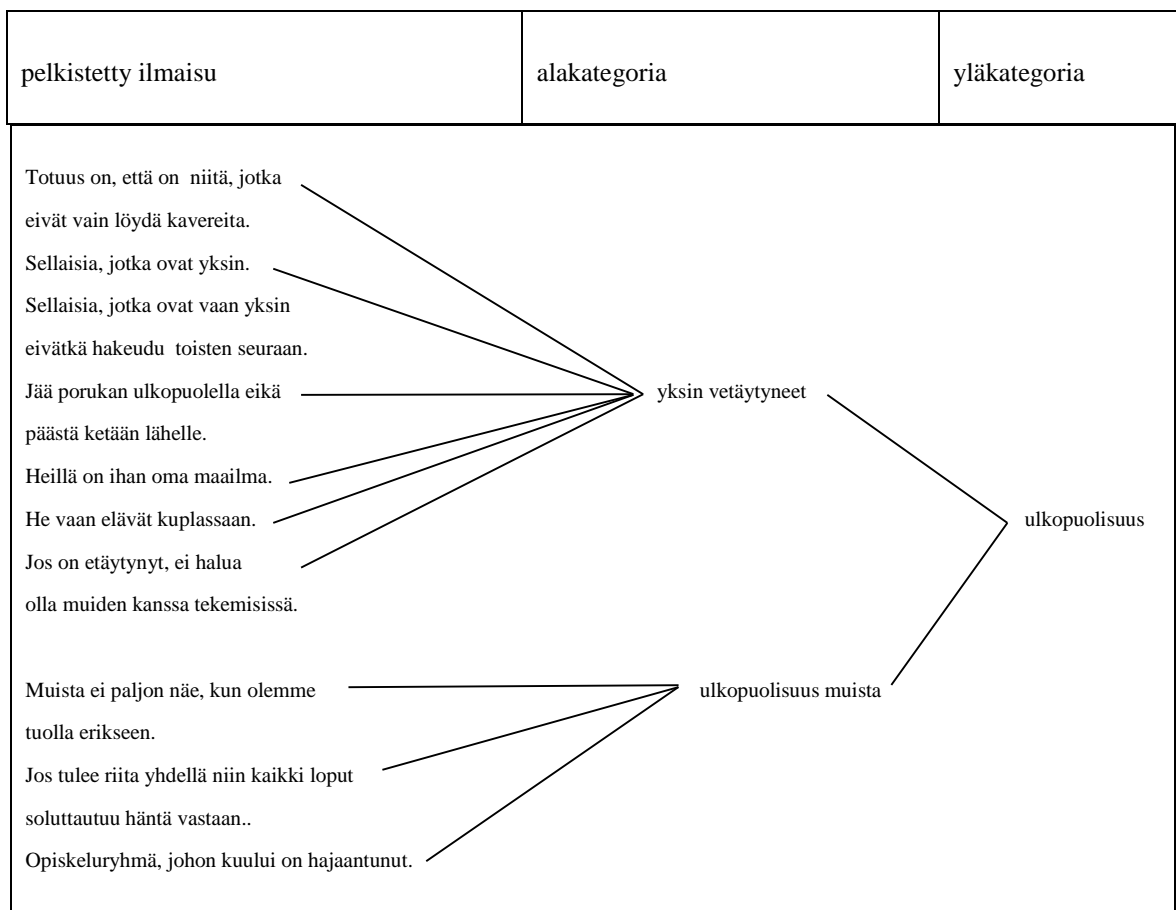 pelkistetty ilmaisu
alakategoria
yläkategoria
Totuus on, että on niitä, jotka
eivät vain löydä kavereita.
Sellaisia, jotka ovat yksin.
Sellaisia, jotka ovat vaan yksin
eivätkä hakeudu toisten seuraan.
Jää porukan ulkopuolella eikä
päästä ketään lähelle.
Heillä on ihan oma maailma.
He vaan elävät kuplassaan.
Jos on etäytynyt, ei halua
olla muiden kanssa tekemisissä.
yksin vetäytyneet
ulkopuolisuus
Muista ei paljon näe, kun olemme
tuolla erikseen.
Jos tulee riita yhdellä niin kaikki loput
soluttautuu häntä vastaan..
Opiskeluryhmä, johon kuului on hajaantunut.
ulkopuolisuus muista